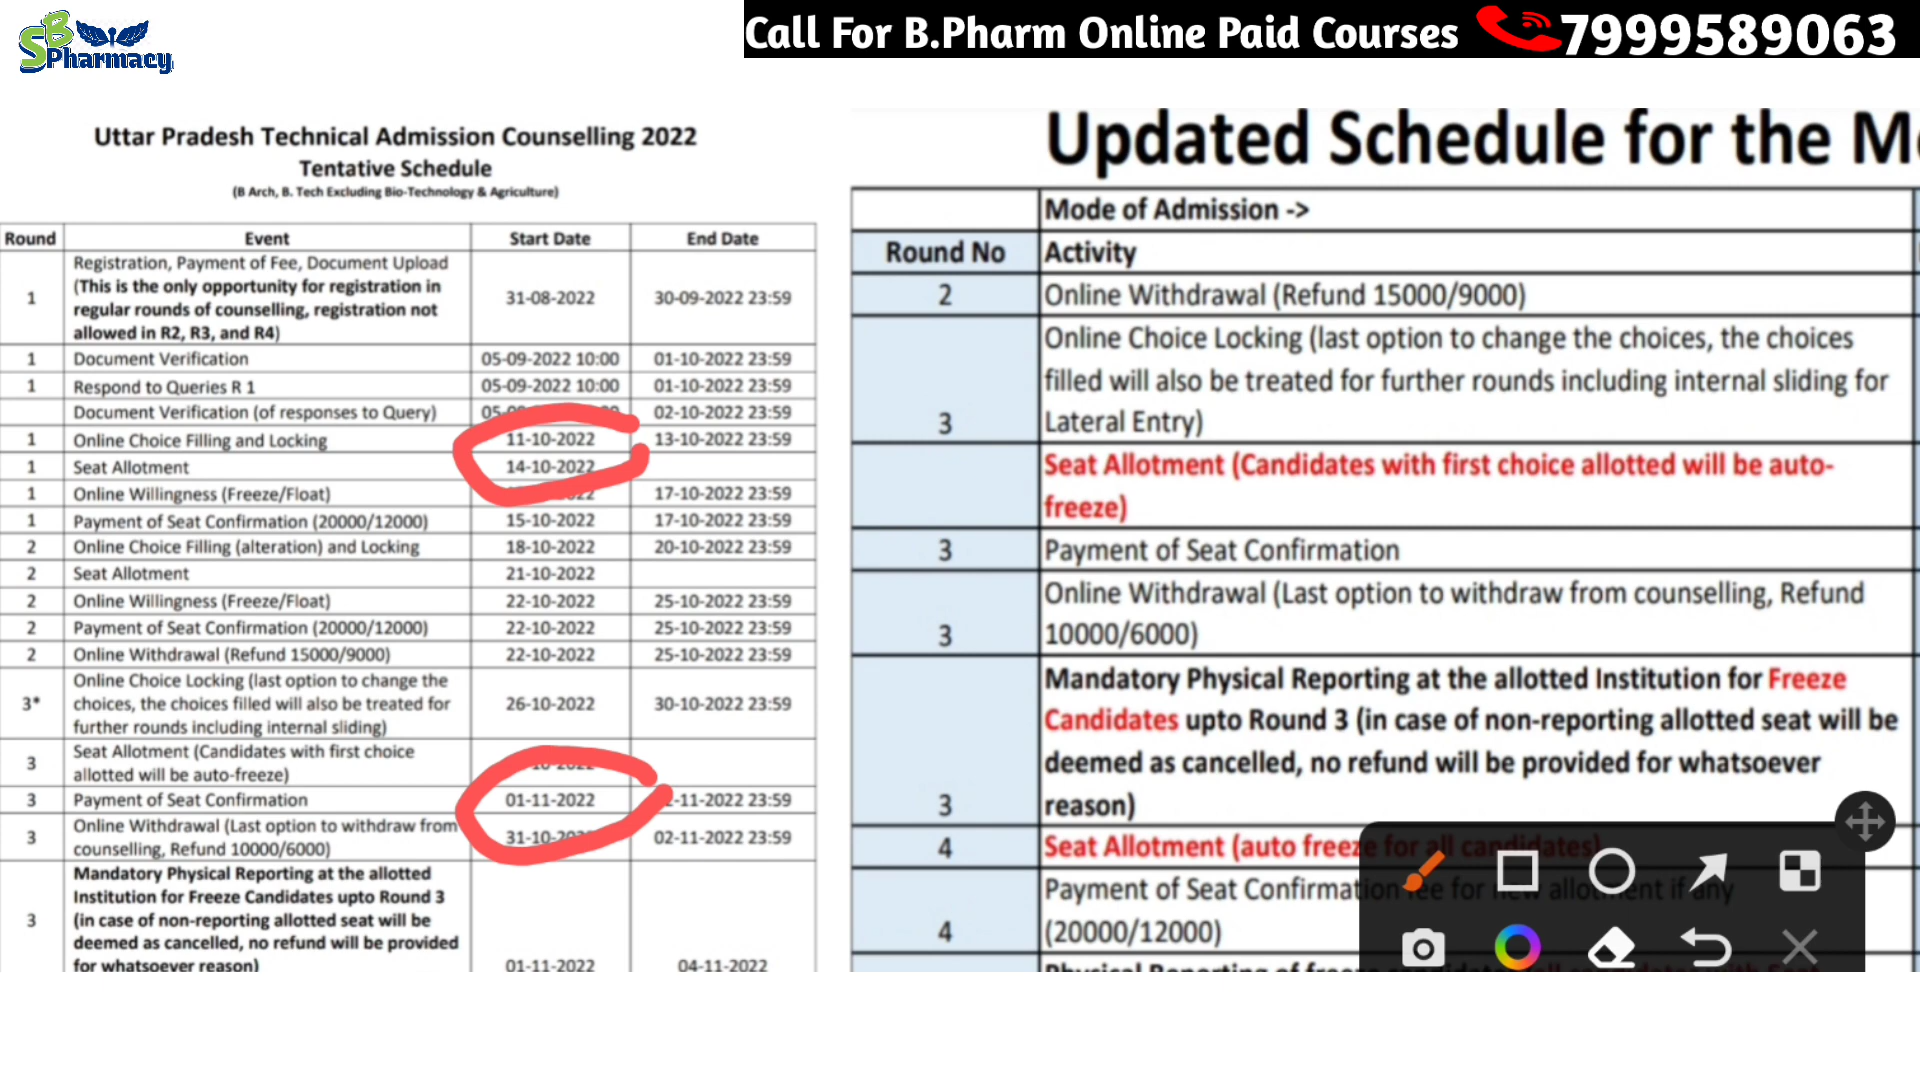 SB Pharmacy
Call For B.Pharm Online Paid Courses 7999589063
Uttar Pradesh Technical Admission Counselling 2022
Tentative Schedule
(B Arch, B. Tech Excluding Bio-Technology & Agriculture)
Round Event Start Date End Date
1 Registration, Payment of Fee, Document Upload
(This is the only opportunity for registration in
regular rounds of counselling, registration not
allowed in R2, R3, and R4) 31-08-2022 30-09-2022 23:59
1 Document Verification 05-09-2022 10:00 01-10-2022 23:59
1 Respond to Queries R 1 05-09-2022 10:00 01-10-2022 23:59
Document Verification (of responses to Query) 02-10-2022 23:59
1 Online Choice Filling and Locking 11-10-2022 13-10-2022 23:59
1 Seat Allotment 14-10-2022
1 Online Willingness (Freeze/Float) 17-10-2022 23:59
1 Payment of Seat Confirmation (20000/12000) 15-10-2022 17-10-2022 23:59
2 Online Choice Filling (alteration) and Locking 18-10-2022 20-10-2022 23:59
2 Seat Allotment 21-10-2022
2 Online Willingness (Freeze/Float) 22-10-2022 25-10-2022 23:59
2 Payment of Seat Confirmation (20000/12000) 22-10-2022 25-10-2022 23:59
2 Online Withdrawal (Refund 15000/9000) 22-10-2022 25-10-2022 23:59
3* Online Choice Locking (last option to change the
choices, the choices filled will also be treated for
further rounds including internal sliding) 26-10-2022 30-10-2022 23:59
3 Seat Allotment (Candidates with first choice
allotted will be auto-freeze)
3 Payment of Seat Confirmation 01-11-2022 -11-2022 23:59
3 Online Withdrawal (Last option to withdraw from
counselling, Refund 10000/6000) 02-11-2022 23:59
3 Mandatory Physical Reporting at the allotted
Institution for Freeze Candidates upto Round 3
(in case of non-reporting allotted seat will be
deemed as cancelled, no refund will be provided
for whatsoever reason) 01-11-2022 04-11-2022
Updated Schedule for the M
Mode of Admission ->
Round No Activity
2 Online Withdrawal (Refund 15000/9000)
3 Online Choice Locking (last option to change the choices, the choices
filled will also be treated for further rounds including internal sliding for
Lateral Entry)
Seat Allotment (Candidates with first choice allotted will be auto-
freeze)
3 Payment of Seat Confirmation
3 Online Withdrawal (Last option to withdraw from counselling, Refund
10000/6000)
3 Mandatory Physical Reporting at the allotted Institution for Freeze
Candidates upto Round 3 (in case of non-reporting allotted seat will be
deemed as cancelled, no refund will be provided for whatsoever
reason)
4 Seat Allotment (auto freeze for all candidates)
4 Payment of Seat Confirmation fee for new allotment if any
(20000/12000)